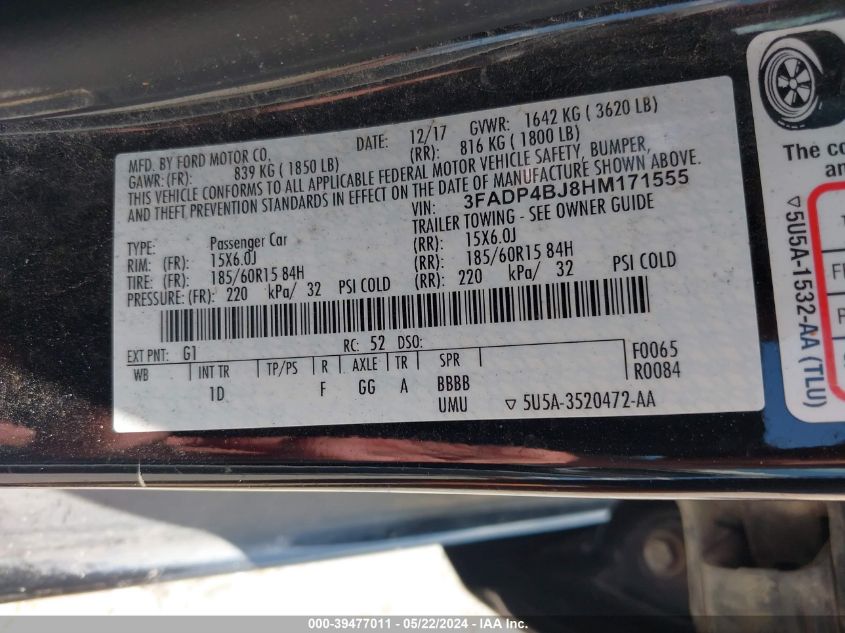 MFD. BY FORD MOTOR CO. DATE: 12/17 GVWR: 1642 KG ( 3620 LB)
GAWR: (FR): 839 KG ( 1850 LB) (RR): 816 KG ( 1800 LB)
THIS VEHICLE CONFORMS TO ALL APPLICABLE FEDERAL MOTOR VEHICLE SAFETY, BUMPER,
AND THEFT PREVENTION STANDARDS IN EFFECT ON THE DATE OF MANUFACTURE SHOWN ABOVE.
VIN: 3FADP4BJ8HM171555
TYPE: Passenger Car TRAILER TOWING - SEE OWNER GUIDE
RIM: (FR): 15X6.0J (RR): 15X6.0J
TIRE: (FR): 185/60R15 84H (RR): 185/60R15 84H
PRESSURE: (FR): 220 kPa/ 32 PSI COLD (RR): 220 kPa/ 32 PSI COLD
EXT PNT: G1 RC: 52 DSO:
WB INT TR TP/PS R AXLE TR SPR F0065
1D F GG A BBBB R0084
UMU ▽ 5U5A-3520472-AA
The co
▽5U5A-1532-AA (TLU)
000-39477011 - 05/22/2024 - IAA Inc.